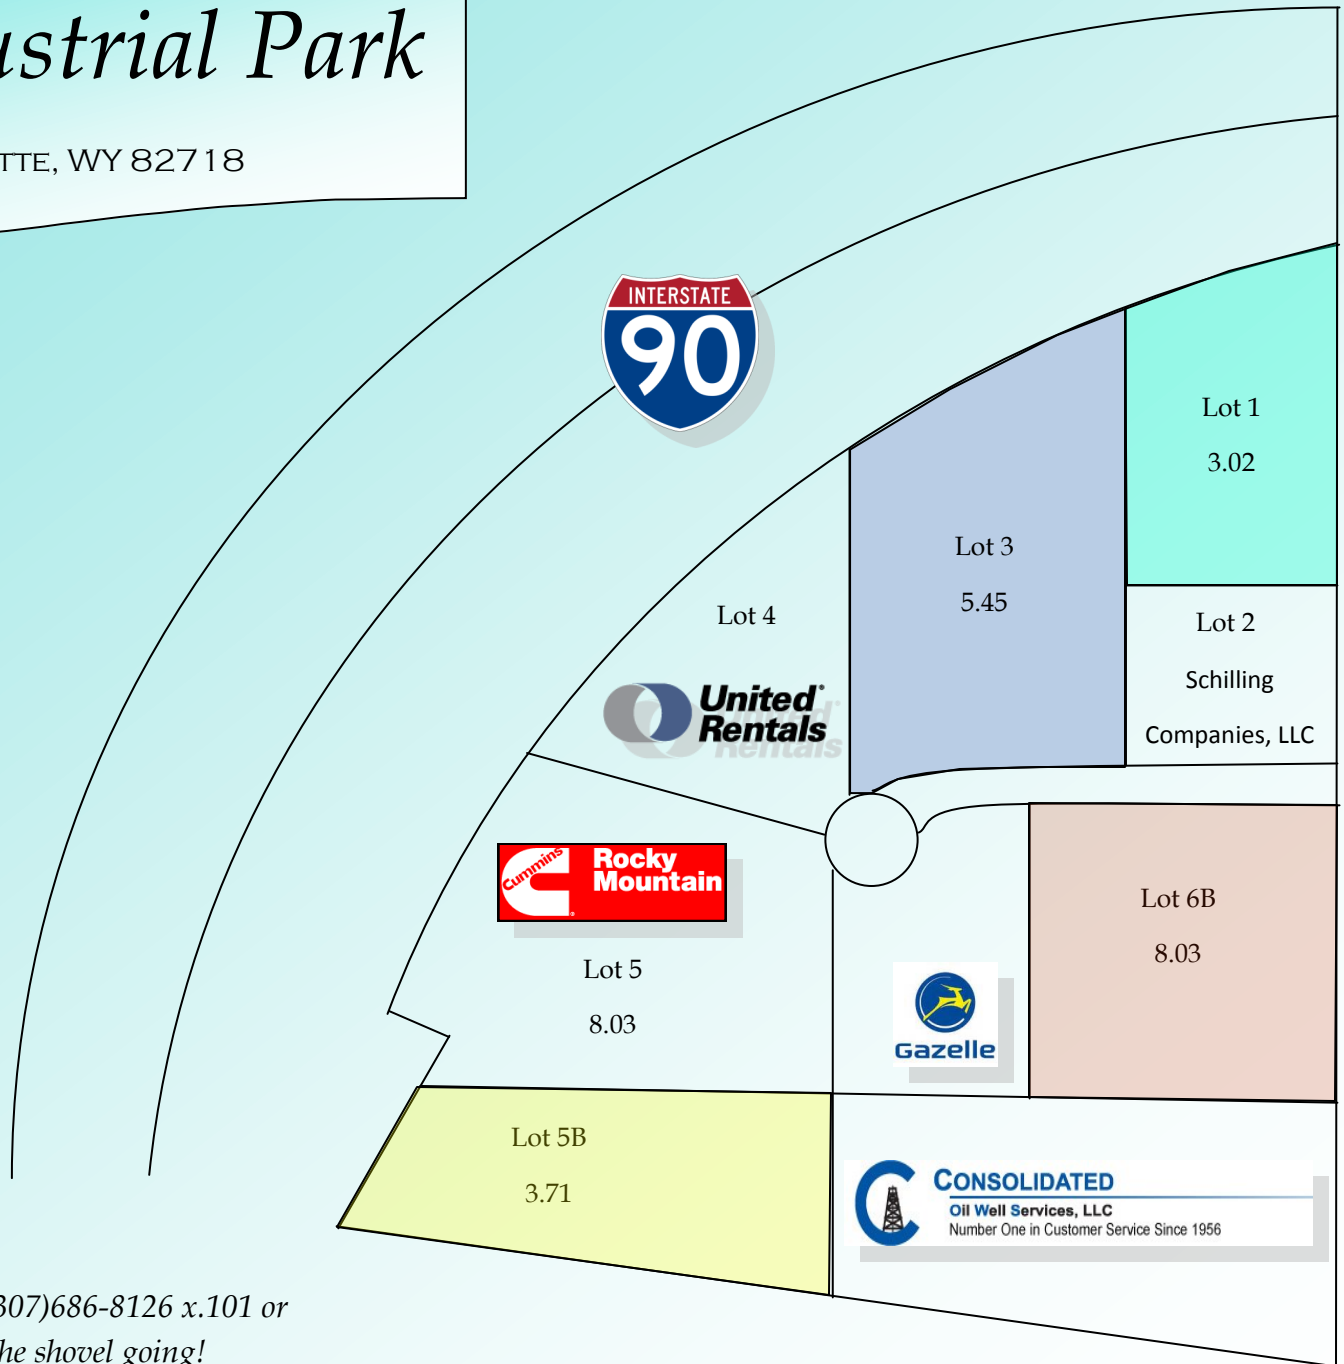 ustrial Park
TTE, WY 82718
INTERSTATE
90
Lot 1
3.02
Lot 3
5.45
Lot 4
United
Rentals
Lot 2
Schilling
Companies, LLC
Cummins
Rocky
Mountain
Lot 5
8.03
Lot 6B
8.03
Gazelle
Lot 5B
3.71
CONSOLIDATED
Oil Well Services, LLC
Number One in Customer Service Since 1956
307)686-8126 x.101 or
he shovel going!